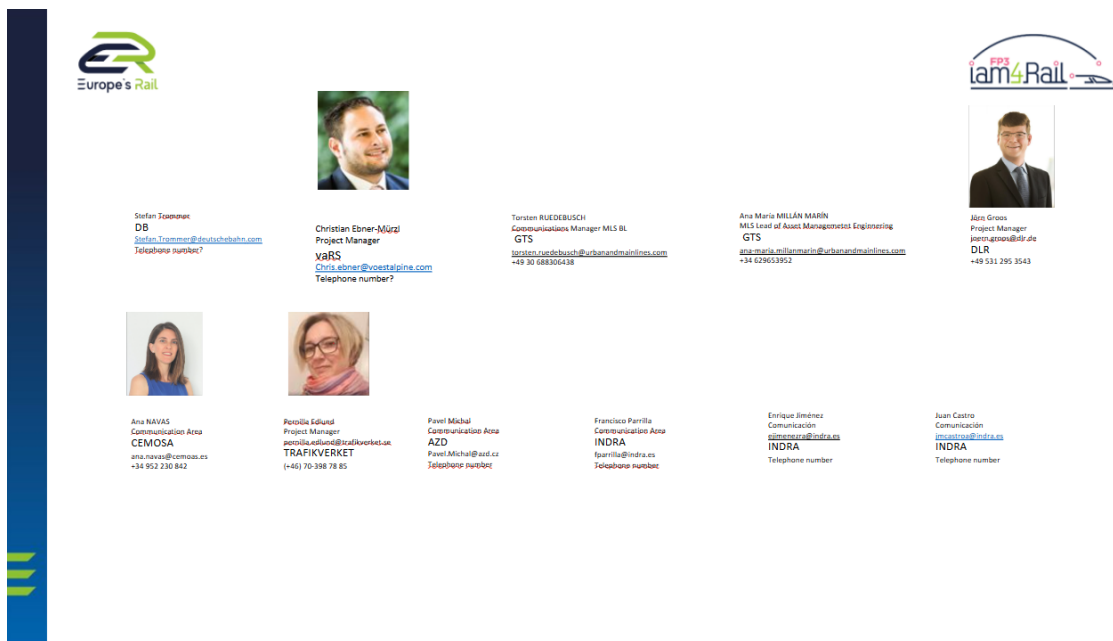 Europe's Rail
FP3
iam4Rail
Stefan Trommer
DB
Stefan.Trommer@deutschebahn.com
Telephone number?
Christian Ebner-Mürzl
Project Manager
vaRS
Chris.ebner@voestalpine.com
Telephone number?
Torsten RUEDEBUSCH
Communications Manager MLS BL
GTS
torsten.ruedebusch@urbanandmainlines.com
+49 30 688306438
Ana María MILLÁN MARÍN
MLS Lead of Asset Managemetnt Enginnering
GTS
ana-maria.millanmarin@urbanandmainlines.com
+34 629653952
Jörn Groos
Project Manager
joern.groos@dlr.de
DLR
+49 531 295 3543
Ana NAVAS
Communication Area
CEMOSA
ana.navas@cemoas.es
+34 952 230 842
Pernilla Edlund
Project Manager
pernilla.edlund@trafikverket.se
TRAFIKVERKET
(+46) 70-398 78 85
Pavel Michal
Communication Area
AZD
Pavel.Michal@azd.cz
Telephone number
Francisco Parrilla
Communication Area
INDRA
fparrilla@indra.es
Telephone number
Enrique Jiménez
Comunicación
ejimenezra@indra.es
INDRA
Telephone number
Juan Castro
Comunicación
jmcastroa@indra.es
INDRA
Telephone number